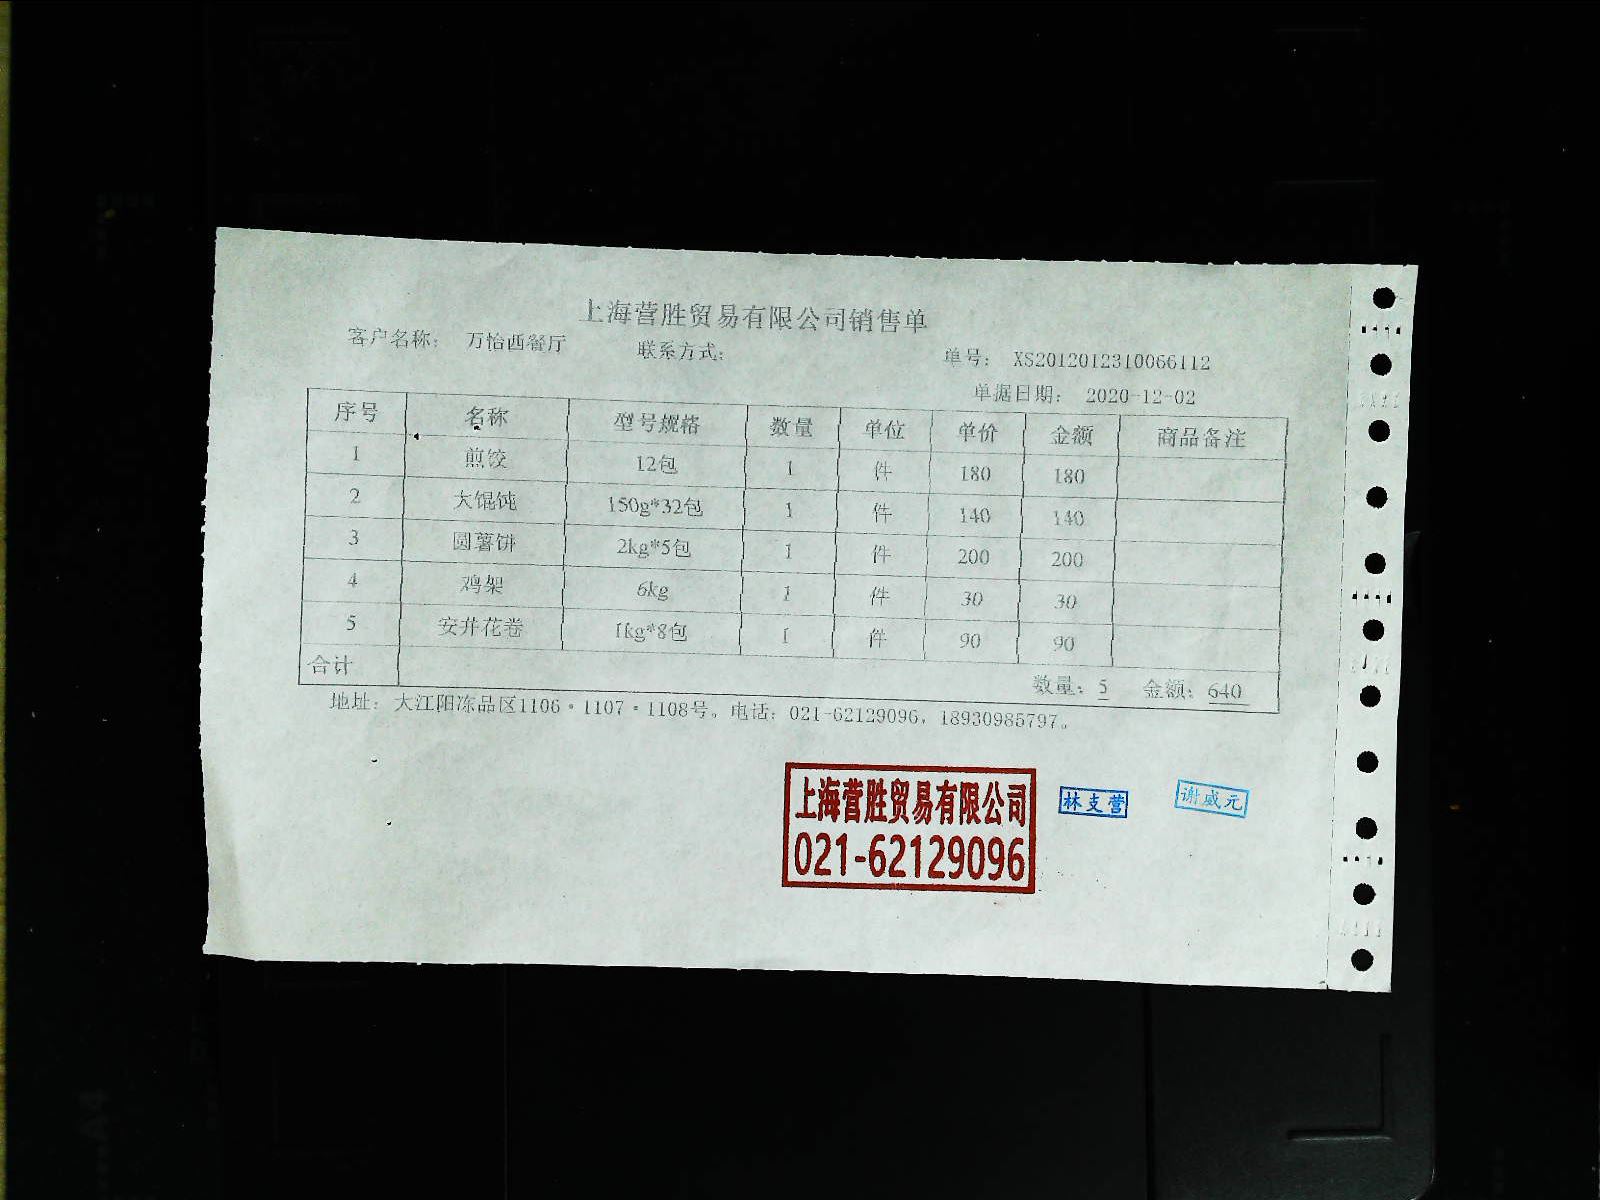 上海营胜贸易有限公司销售单
客户名称： 万怡西餐厅 联系方式： 单号： XS2012012310066112
单据日期： 2020-12-02
序号 名称 型号规格 数量 单位 单价 金额 商品备注
1 煎饺 12包 1 件 180 180
2 大馄饨 150g*32包 1 件 140 140
3 圆薯饼 2kg*5包 1 件 200 200
4 鸡架 6kg 1 件 30 30
5 安井花卷 1kg*8包 1 件 90 90
合计 数量：5 金额：640
地址：大江阳冻品区1106·1107·1108号。电话：021-62129096，18930985797。
上海营胜贸易有限公司
021-62129096
林支营
谢威元